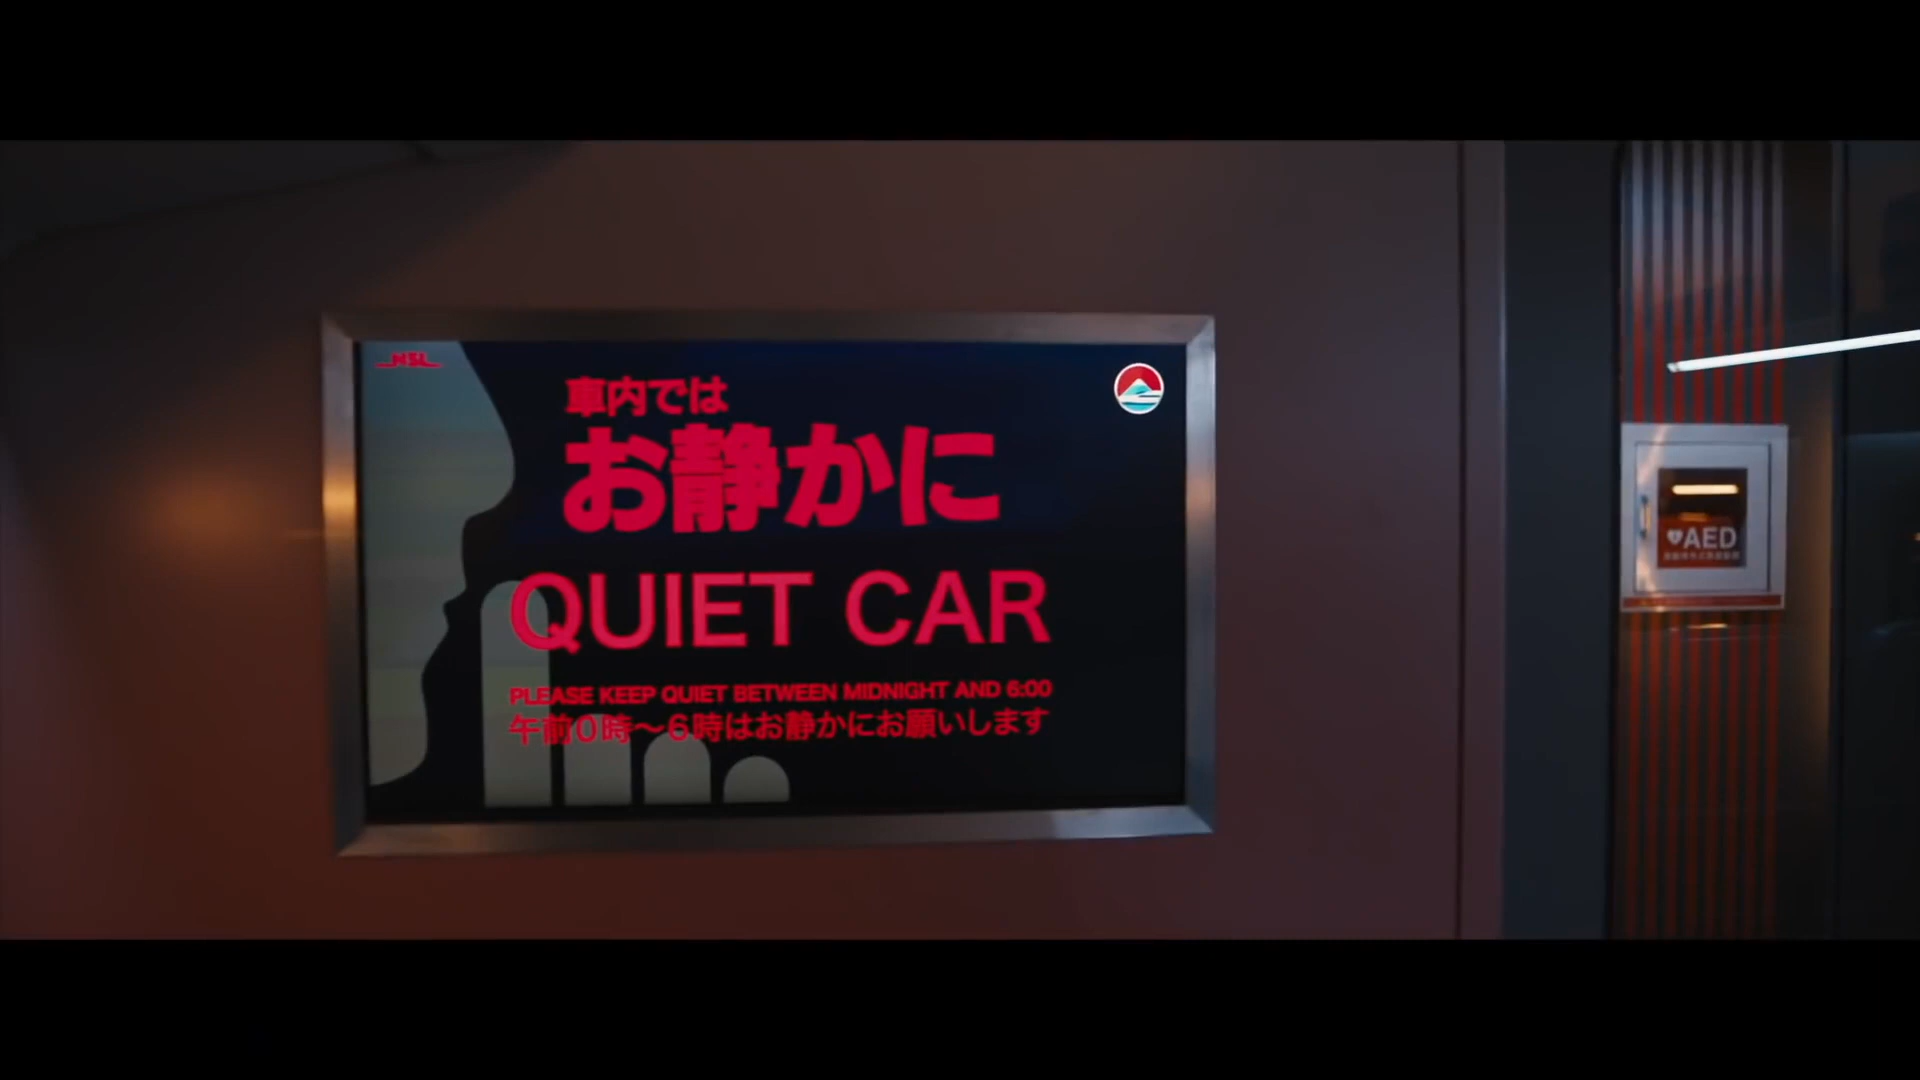 NSL
車内では
お静かに
QUIET CAR
PLEASE KEEP QUIET BETWEEN MIDNIGHT AND 6:00
午前0時〜6時はお静かにお願いします
AED